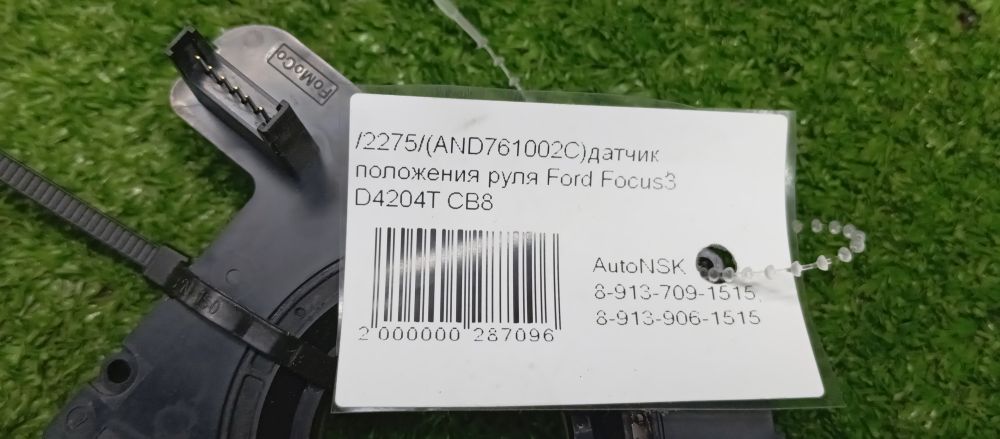 FoMoCo
/2275/(AND761002C)датчик
положения руля Ford Focus3
D4204T CB8
2 000000 287096
AutoNSK
8-913-709-1515,
8-913-906-1515